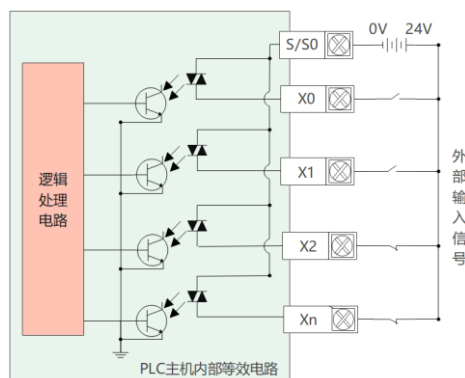 S/S0
0V
24V
X0
X1
X2
Xn
逻辑
处理
电路
外
部
输
入
信
号
PLC主机内部等效电路